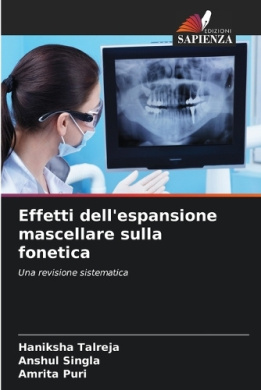 EDIZIONI
SAPIENZA
Effetti dell'espansione
mascellare sulla
fonetica
Una revisione sistematica
Haniksha Talreja
Anshul Singla
Amrita Puri